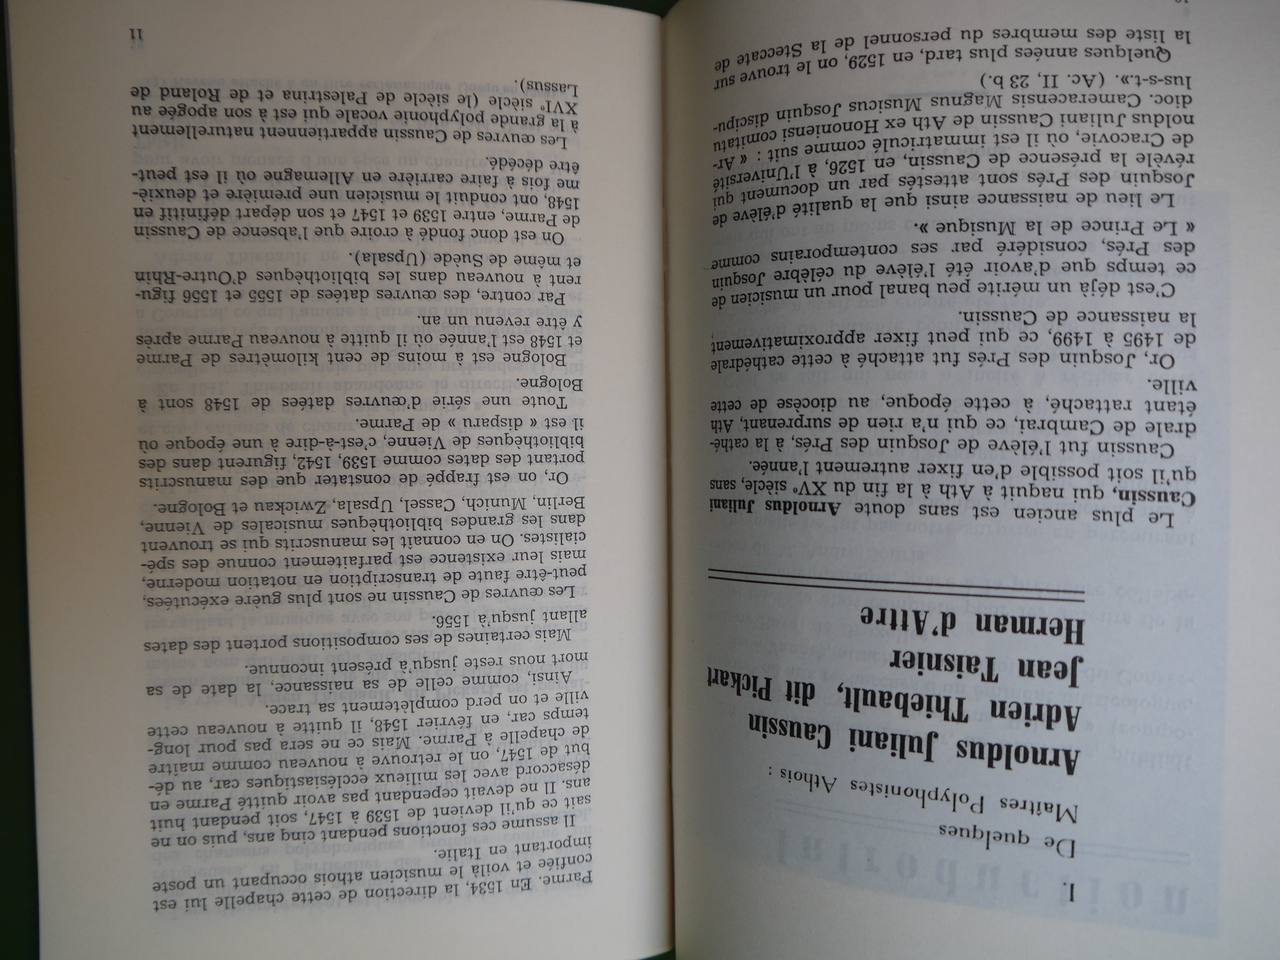 I.
De quelques
Maîtres Polyphonistes Athois :
Arnoldus Juliani Caussin
Adrien Thiebault, dit Pickart
Jean Taisnier
Herman d'Attre
Le plus ancien est sans doute Arnoldus Juliani
Caussin, qui naquit à Ath à la fin du XVe siècle, sans
qu'il soit possible d'en fixer autrement l'année.
Caussin fut l'élève de Josquin des Prés, à la cathé-
drale de Cambrai, ce qui n'a rien de surprenant, Ath
étant rattaché, à cette époque, au diocèse de cette
ville.
Or, Josquin des Prés fut attaché à cette cathédrale
de 1495 à 1499, ce qui peut fixer approximativement
la naissance de Caussin.
C'est déjà un mérite peu banal pour un musicien de
ce temps que d'avoir été l'élève du célèbre Josquin
des Prés, considéré par ses contemporains comme
« Le Prince de la Musique ».
Le lieu de naissance ainsi que la qualité d'élève de
Josquin des Prés sont attestés par un document qui
révèle la présence de Caussin, en 1526, à l'Université
de Cracovie, où il est immatriculé comme suit : « Ar-
noldus Juliani Caussin de Ath ex Hononiensi comitatu
dioc. Cameracensis Magnus Musicus Josquin discipu-
lus-s-t.». (Ac. II, 23 b.)
Quelques années plus tard, en 1529, on le trouve sur
la liste des membres du personnel de la Steccate de
Parme. En 1534, la direction de cette chapelle lui est
confiée et voilà le musicien athois occupant un poste
important en Italie.
Il assume ces fonctions pendant cinq ans, puis on ne
sait ce qu'il devient de 1539 à 1547, soit pendant huit
ans. Il ne devait cependant pas avoir quitté Parme en
désaccord avec les milieux ecclésiastiques car, au dé-
but de 1547, on le retrouve à nouveau comme maître
de chapelle à Parme. Mais ce ne sera pas pour long-
temps car, en février 1548, il quitte à nouveau cette
ville et on perd complètement sa trace.
Ainsi, comme celle de sa naissance, la date de sa
mort nous reste jusqu'à présent inconnue.
Mais certaines de ses compositions portent des dates
allant jusqu'à 1556.
Les œuvres de Caussin ne sont plus guère exécutées,
peut-être faute de transcription en notation moderne,
mais leur existence est parfaitement connue des spé-
cialistes. On en connaît les manuscrits qui se trouvent
dans les grandes bibliothèques musicales de Vienne,
Berlin, Munich, Cassel, Upsala, Zwickau et Bologne.
Or, on est frappé de constater que des manuscrits
portant des dates comme 1539, 1542, figurent dans des
bibliothèques de Vienne, c'est-à-dire à une époque où
il est « disparu » de Parme.
Toute une série d'œuvres datées de 1548 sont à
Bologne.
Bologne est à moins de cent kilomètres de Parme
et 1548 est l'année où il quitte à nouveau Parme après
y être revenu un an.
Par contre, des œuvres datées de 1555 et 1556 figu-
rent à nouveau dans les bibliothèques d'Outre-Rhin
et même de Suède (Upsala).
On est donc fondé à croire que l'absence de Caussin
de Parme, entre 1539 et 1547 et son départ définitif en
1548, ont conduit le musicien une première et deuxiè-
me fois à faire carrière en Allemagne où il est peut-
être décédé.
Les œuvres de Caussin appartiennent naturellement
à la grande polyphonie vocale qui est à son apogée au
XVIe siècle (le siècle de Palestrina et de Roland de
Lassus).
11